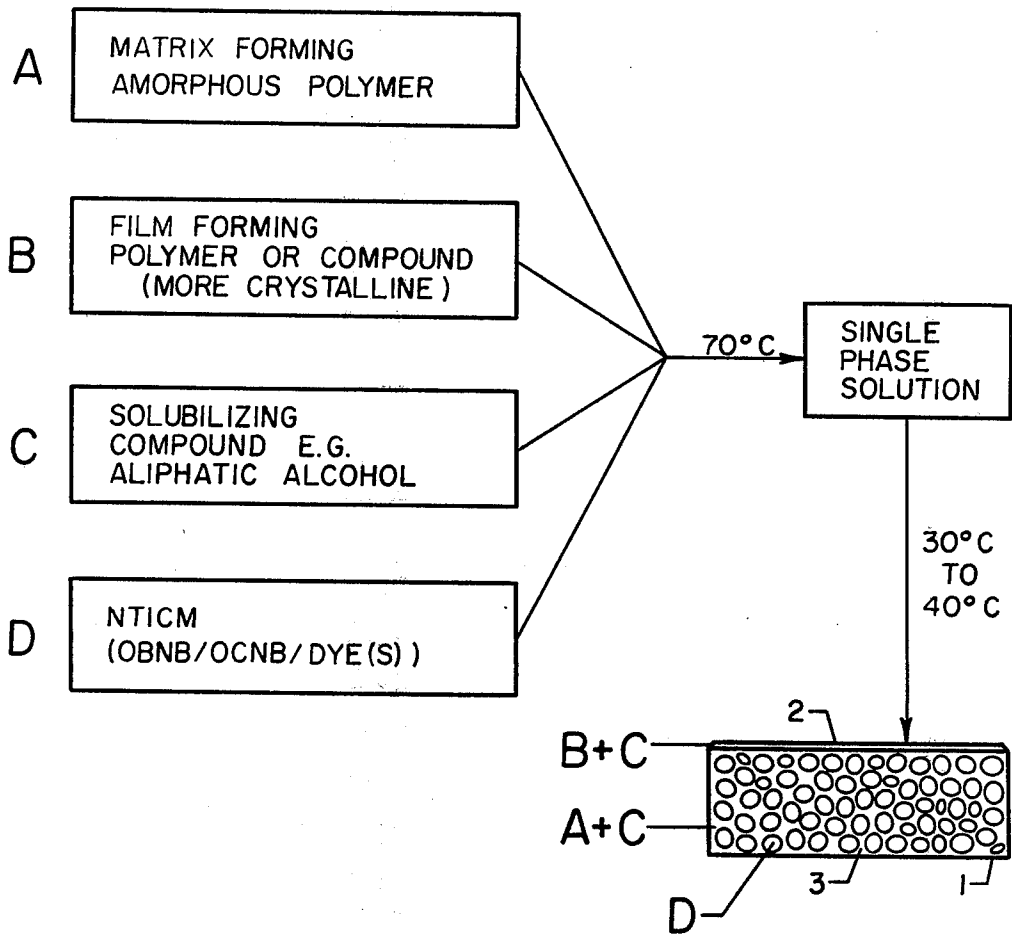 A
MATRIX FORMING
AMORPHOUS POLYMER
B
FILM FORMING
POLYMER OR COMPOUND
(MORE CRYSTALLINE)
C
SOLUBILIZING
COMPOUND E.G.
ALIPHATIC ALCOHOL
D
NTICM
(OBNB/OCNB/DYE(S))
70°C
SINGLE
PHASE
SOLUTION
30°C
TO
40°C
2
B+C
A+C
D
3
1